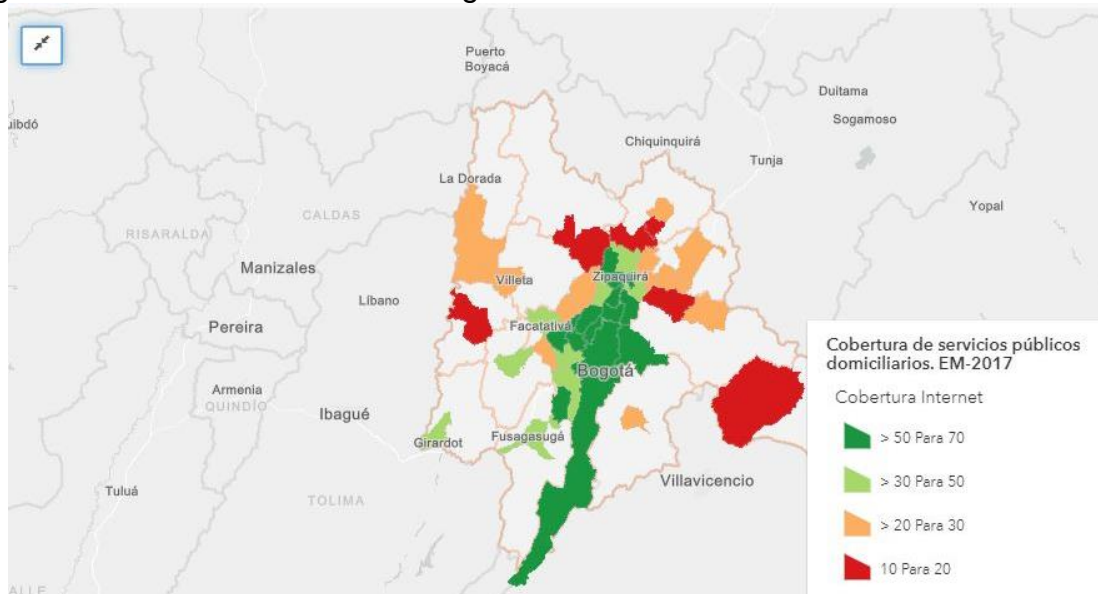 Puerto
Boyacá
Duitama
Sogamoso
Chiquinquirá
Tunja
La Dorada
Yopal
CALDAS
RISARALDA
Manizales
Zipaquirá
Villeta
Líbano
Facatativá
Pereira
Bogotá
Armenia
QUINDÍO
Ibagué
Girardot
Fusagasugá
Villavicencio
Tuluá
TOLIMA
Cobertura de servicios públicos
domiciliarios. EM-2017
Cobertura Internet
> 50 Para 70
> 30 Para 50
> 20 Para 30
10 Para 20